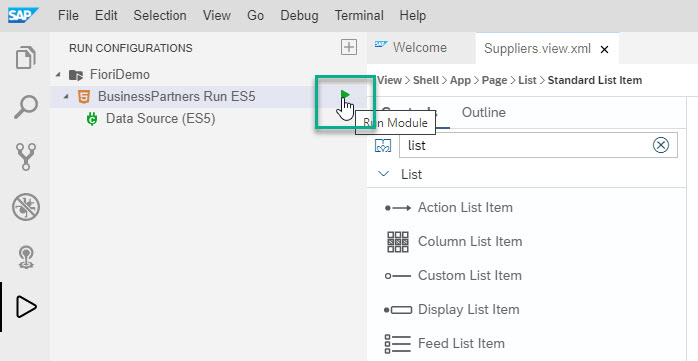 SAP File Edit Selection View Go Debug Terminal Help
RUN CONFIGURATIONS
FioriDemo
BusinessPartners Run ES5
Data Source (ES5)
Run Module
SAP Welcome Suppliers.view.xml
View > Shell > App > Page > List > Standard List Item
Outline
list
List
Action List Item
Column List Item
Custom List Item
Display List Item
Feed List Item